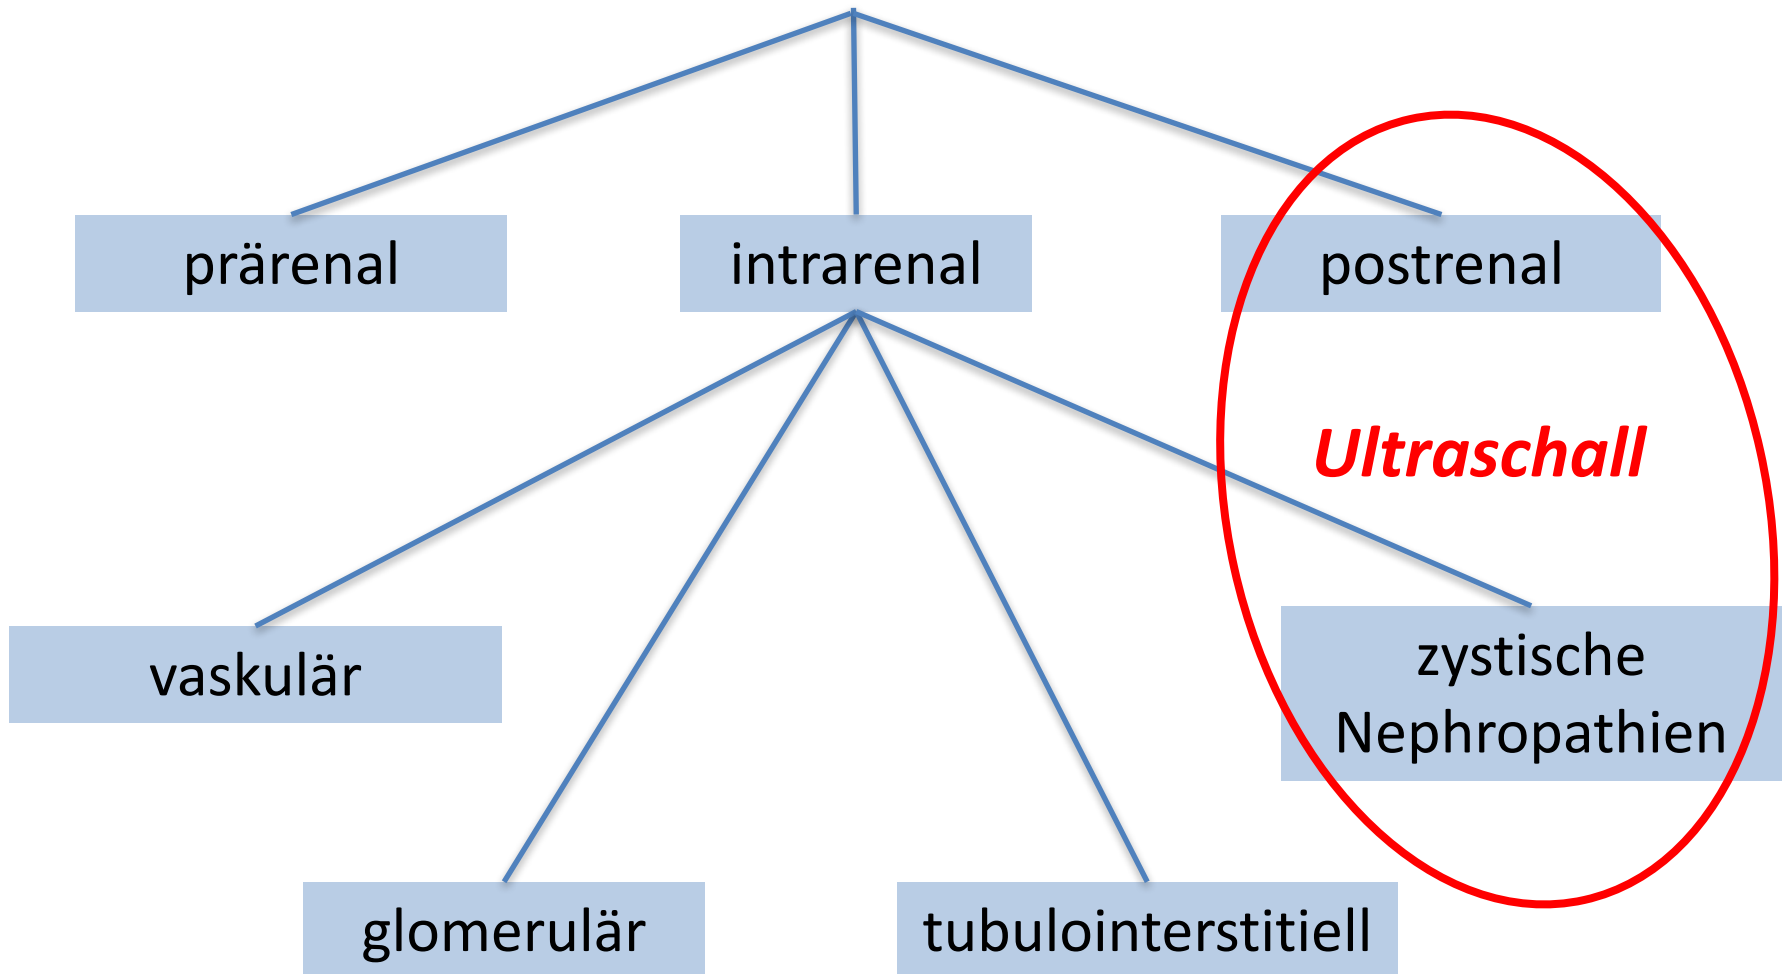 prärenal
intrarenal
postrenal
Ultraschall
vaskulär
zystische
Nephropathien
glomerulär
tubulointerstitiell